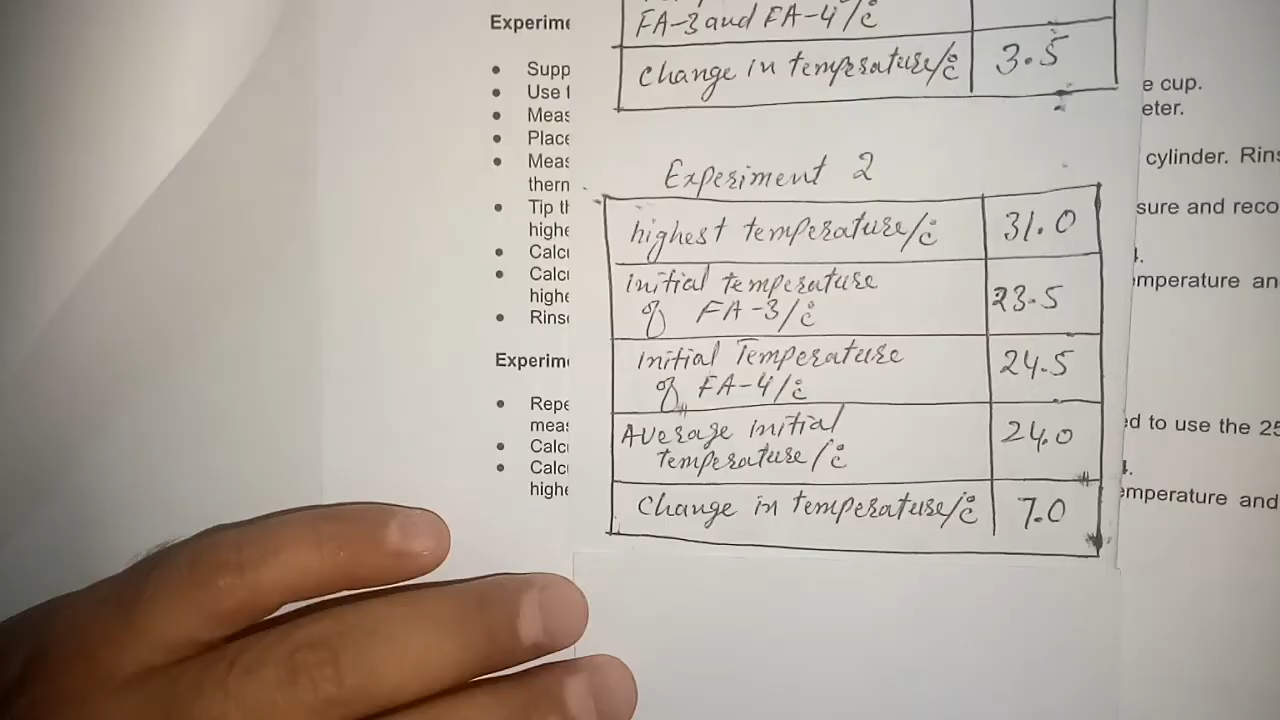 Experime
Supp
Use
Meas
Place
Meas
therm
Tip th
highe
Calcu
Calcu
highe
Rinse
Experim
Repe
meas
Calc
Calc
highe
FA-3 and FA-4/°C
Change in temperature/°C 3.5
Experiment 2
highest temperature/°C 31.0
Initial temperature
of FA-3/°C 23.5
Initial Temperature
of FA-4/°C 24.5
Average initial
temperature/°C 24.0
Change in temperature/°C 7.0
e cup.
eter.
cylinder. Rins
sure and reco
mperature an
ed to use the 25
emperature and